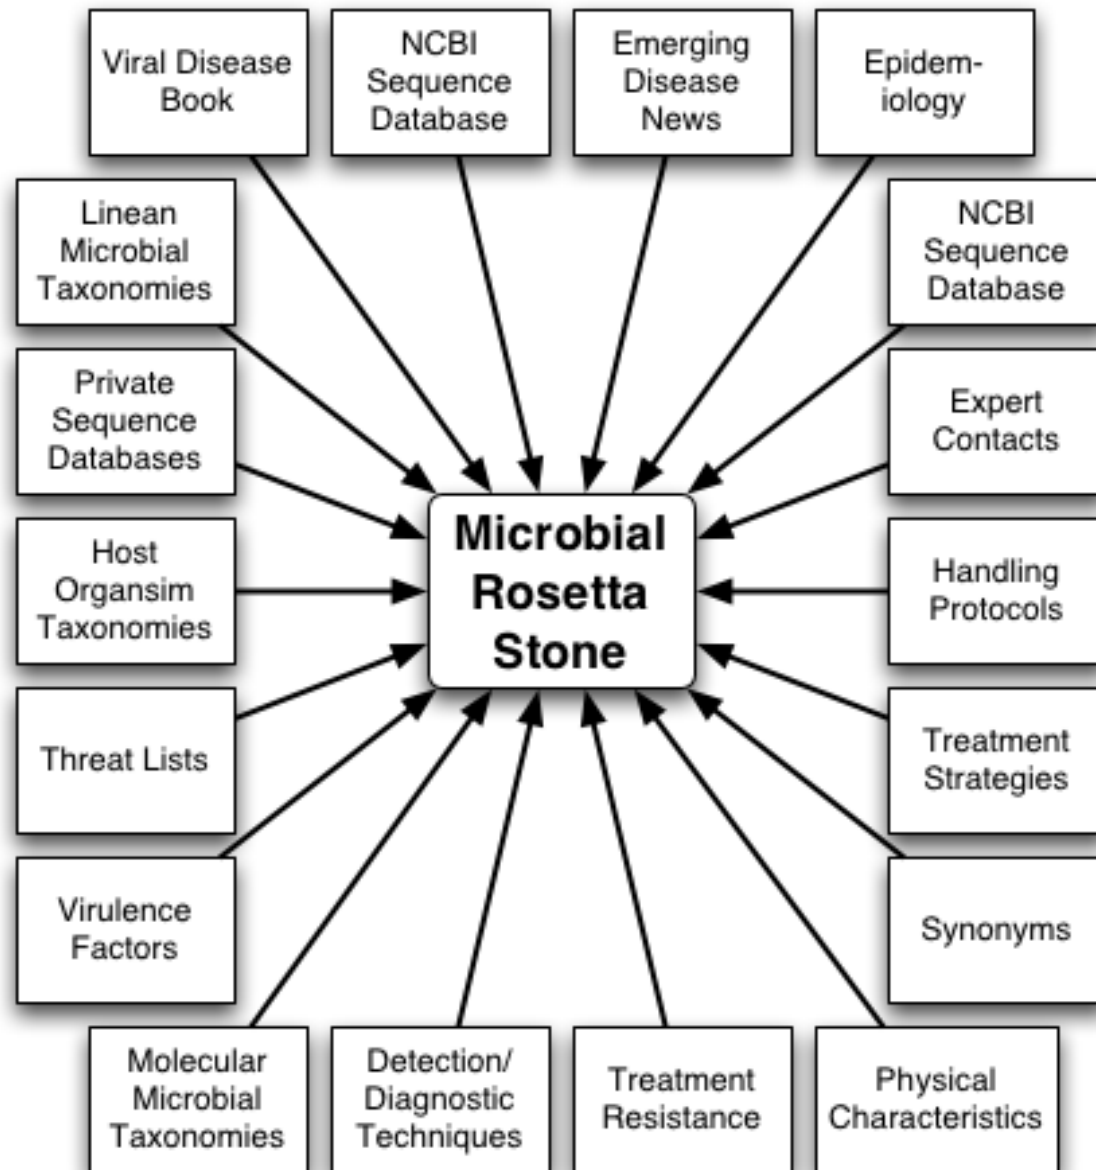 Viral Disease
Book
NCBI
Sequence
Database
Emerging
Disease
News
Epidem-
iology
Linean
Microbial
Taxonomies
NCBI
Sequence
Database
Private
Sequence
Databases
Expert
Contacts
Microbial
Rosetta
Stone
Host
Organsim
Taxonomies
Handling
Protocols
Threat Lists
Treatment
Strategies
Virulence
Factors
Synonyms
Molecular
Microbial
Taxonomies
Detection/
Diagnostic
Techniques
Treatment
Resistance
Physical
Characteristics